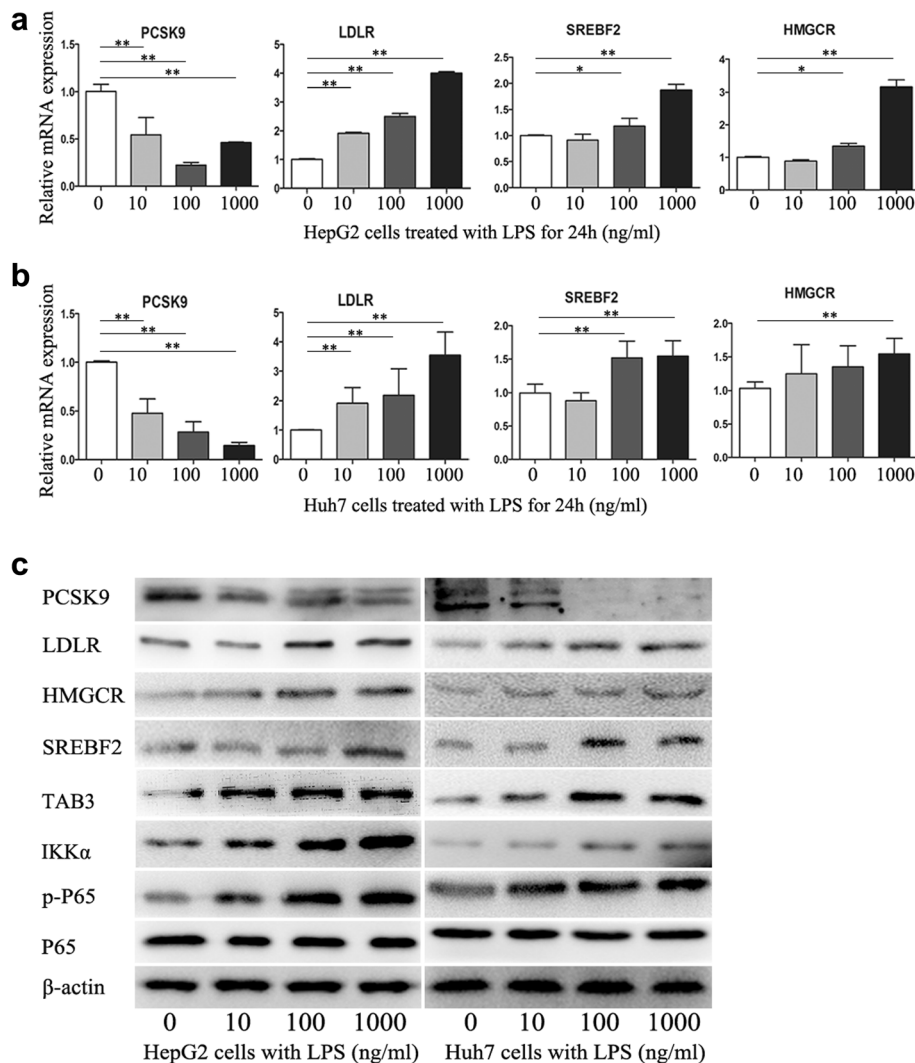 a
PCSK9 LDLR SREBF2 HMGCR
Relative mRNA expression
1.5 5 2.5 4
** ** **
** ** **
** ** * **
** *
1.0 4 2.0 3
3 1.5 2
0.5 2 1.0 1
1 0.5
0.0 0 0.0 0
0 10 100 1000 0 10 100 1000 0 10 100 1000 0 10 100 1000
HepG2 cells treated with LPS for 24h (ng/ml)
b
PCSK9 LDLR SREBF2 HMGCR
Relative mRNA expression
1.5 6 2.5 2.5
** ** ** **
** ** **
** **
1.0 4 2.0 2.0
3 1.5 1.5
0.5 2 1.0 1.0
1 0.5 0.5
0.0 0 0.0 0.0
0 10 100 1000 0 10 100 1000 0 10 100 1000 0 10 100 1000
Huh7 cells treated with LPS for 24h (ng/ml)
c
PCSK9
LDLR
HMGCR
SREBF2
TAB3
IKKα
p-P65
P65
β-actin
0 10 100 1000 0 10 100 1000
HepG2 cells with LPS (ng/ml) Huh7 cells with LPS (ng/ml)